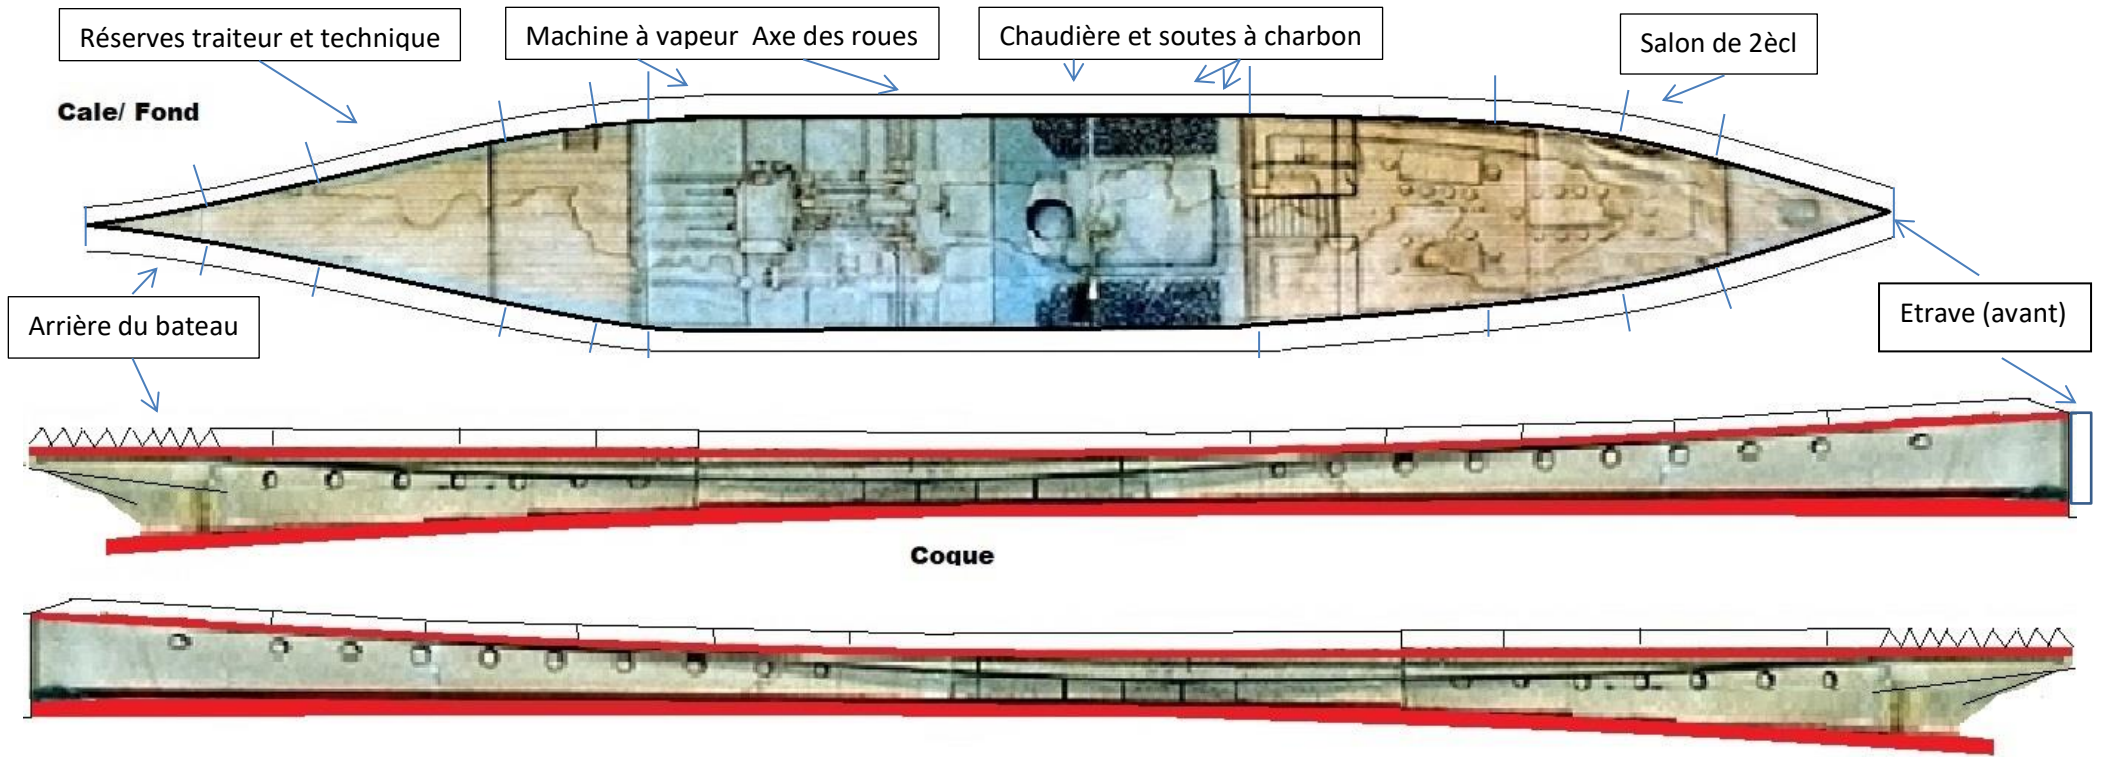 Réserves traiteur et technique
Machine à vapeur  Axe des roues
Chaudière et soutes à charbon
Salon de 2ècl
Cale/ Fond
Arrière du bateau
Etrave (avant)
Coque